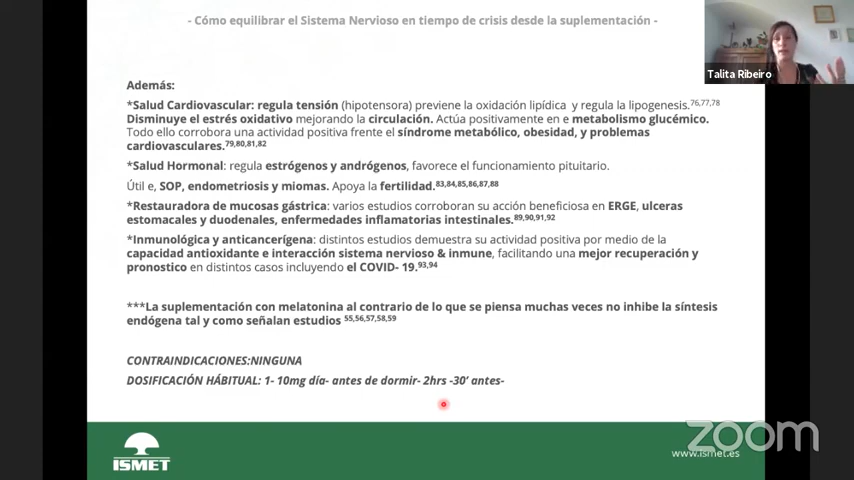 - Cómo equilibrar el Sistema Nervioso en tiempo de crisis desde la suplementación -
Talita Ribeiro
Además:
*Salud Cardiovascular: regula tensión (hipotensora) previene la oxidación lipídica y regula la lipogenesis.76,77,78
Disminuye el estrés oxidativo mejorando la circulación. Actúa positivamente en e metabolismo glucémico.
Todo ello corrobora una actividad positiva frente el síndrome metabólico, obesidad, y problemas
cardiovasculares.79,80,81,82
*Salud Hormonal: regula estrógenos y andrógenos, favorece el funcionamiento pituitario.
Útil e, SOP, endometriosis y miomas. Apoya la fertilidad.83,84,85,86,87,88
*Restauradora de mucosas gástrica: varios estudios corroboran su acción beneficiosa en ERGE, ulceras
estomacales y duodenales, enfermedades inflamatorias intestinales.89,90,91,92
*Inmunológica y anticancerígena: distintos estudios demuestra su actividad positiva por medio de la
capacidad antioxidante e interacción sistema nervioso & inmune, facilitando una mejor recuperación y
pronostico en distintos casos incluyendo el COVID- 19.93,94
***La suplementación con melatonina al contrario de lo que se piensa muchas veces no inhibe la síntesis
endógena tal y como señalan estudios 55,56,57,58,59
CONTRAINDICACIONES:NINGUNA
DOSIFICACIÓN HÁBITUAL: 1- 10mg día- antes de dormir- 2hrs -30' antes-
zoom
www.ismet.es
ISMET